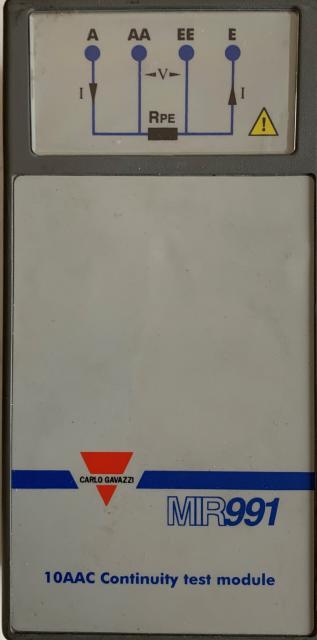 A AA EE E
I V I
RPE
CARLO GAVAZZI
MIR991
10AAC Continuity test module